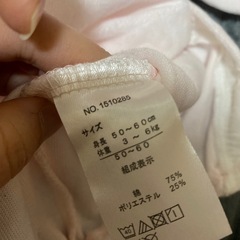 NO.1510265
サイズ
身長 50~60cm
体重 3~6kg
50-60
組成表示
綿 75%
ポリエステル 25%